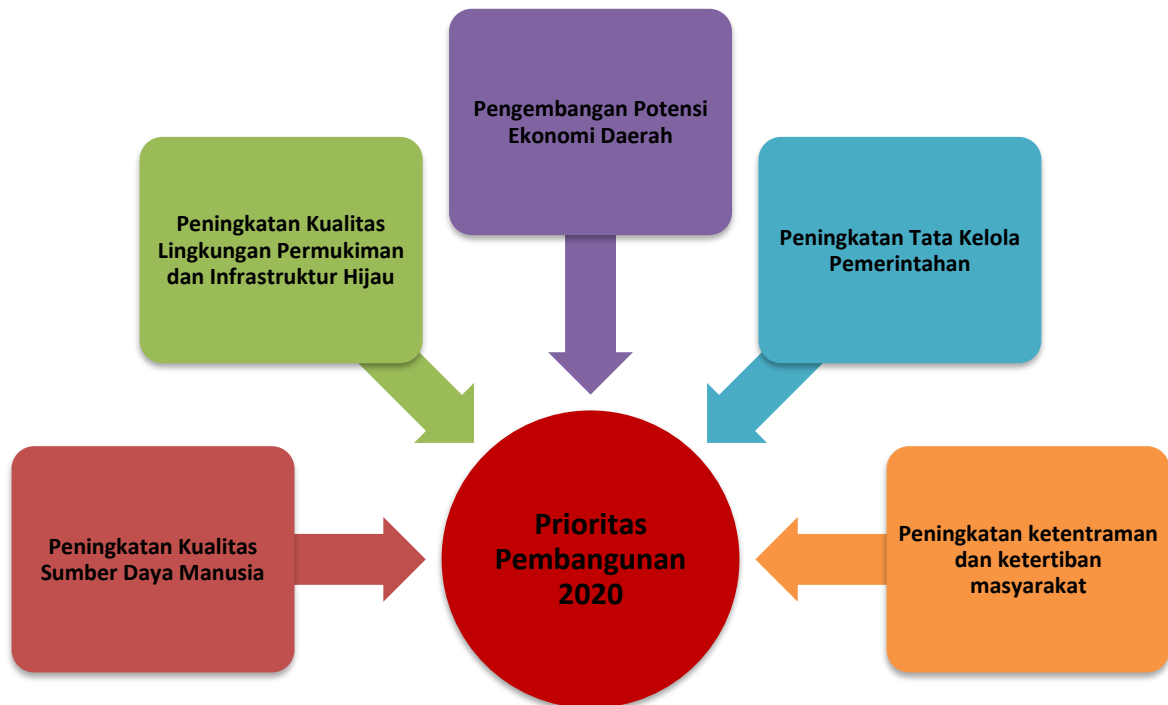 Pengembangan Potensi
Ekonomi Daerah
Peningkatan Kualitas
Lingkungan Permukiman
dan Infrastruktur Hijau
Peningkatan Tata Kelola
Pemerintahan
Peningkatan Kualitas
Sumber Daya Manusia
Prioritas
Pembangunan
2020
Peningkatan ketentraman
dan ketertiban
masyarakat